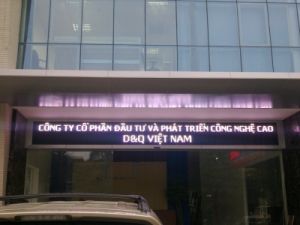 CÔNG TY CỔ PHẦN ĐẦU TƯ VÀ PHÁT TRIỂN CÔNG NGHỆ CAO
D&Q VIỆT NAM